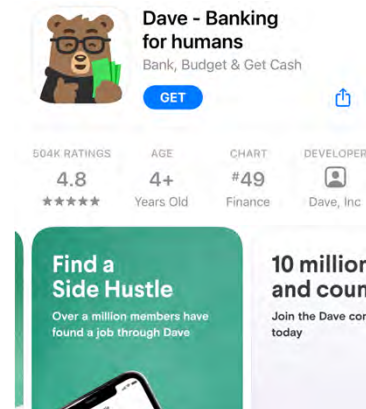 Dave - Banking
for humans
Bank, Budget & Get Cash
GET
504K RATINGS
AGE
CHART
DEVELOPER
4.8
4+
#49
★★★★★
Years Old
Finance
Dave, Inc
Find a
Side Hustle
Over a million members have
found a job through Dave
10 million
and coun
Join the Dave con
today